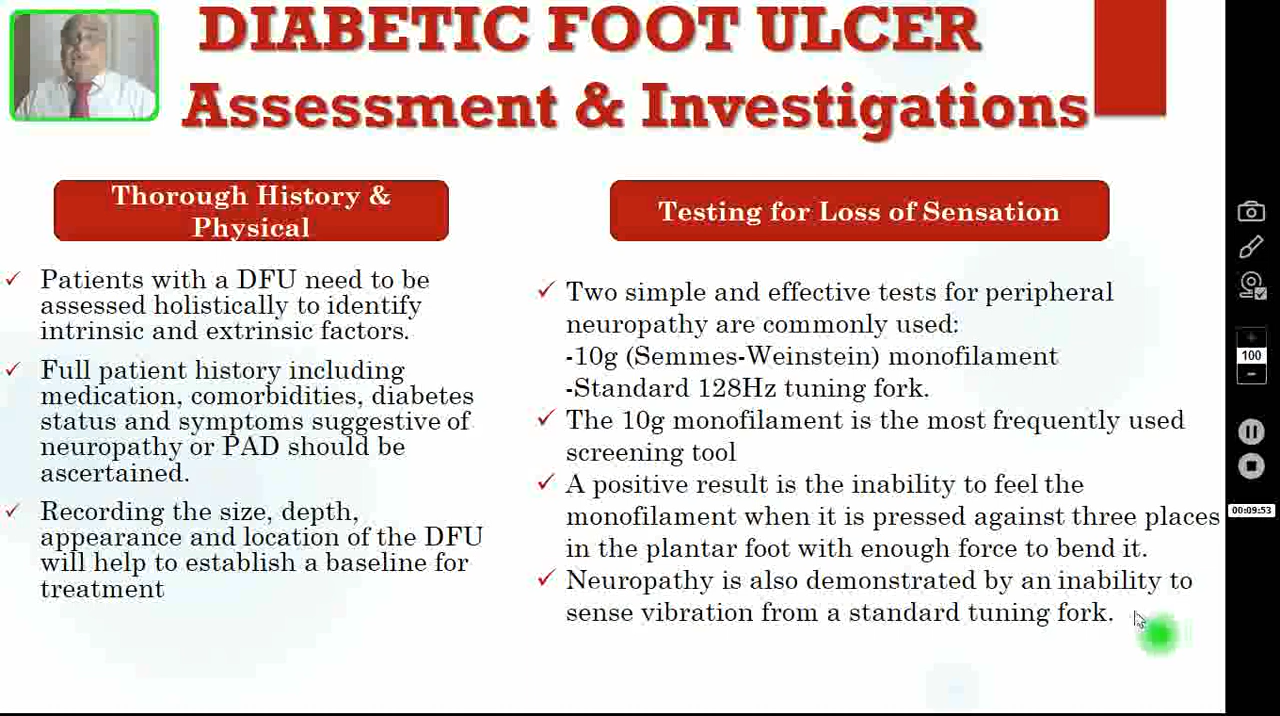 DIABETIC FOOT ULCER
Assessment & Investigations
Thorough History &
Physical
✓ Patients with a DFU need to be
assessed holistically to identify
intrinsic and extrinsic factors.
✓ Full patient history including
medication, comorbidities, diabetes
status and symptoms suggestive of
neuropathy or PAD should be
ascertained.
✓ Recording the size, depth,
appearance and location of the DFU
will help to establish a baseline for
treatment
Testing for Loss of Sensation
✓ Two simple and effective tests for peripheral
neuropathy are commonly used:
-10g (Semmes-Weinstein) monofilament
-Standard 128Hz tuning fork.
✓ The 10g monofilament is the most frequently used
screening tool
✓ A positive result is the inability to feel the
monofilament when it is pressed against three places
in the plantar foot with enough force to bend it.
✓ Neuropathy is also demonstrated by an inability to
sense vibration from a standard tuning fork.
100
00:09:53